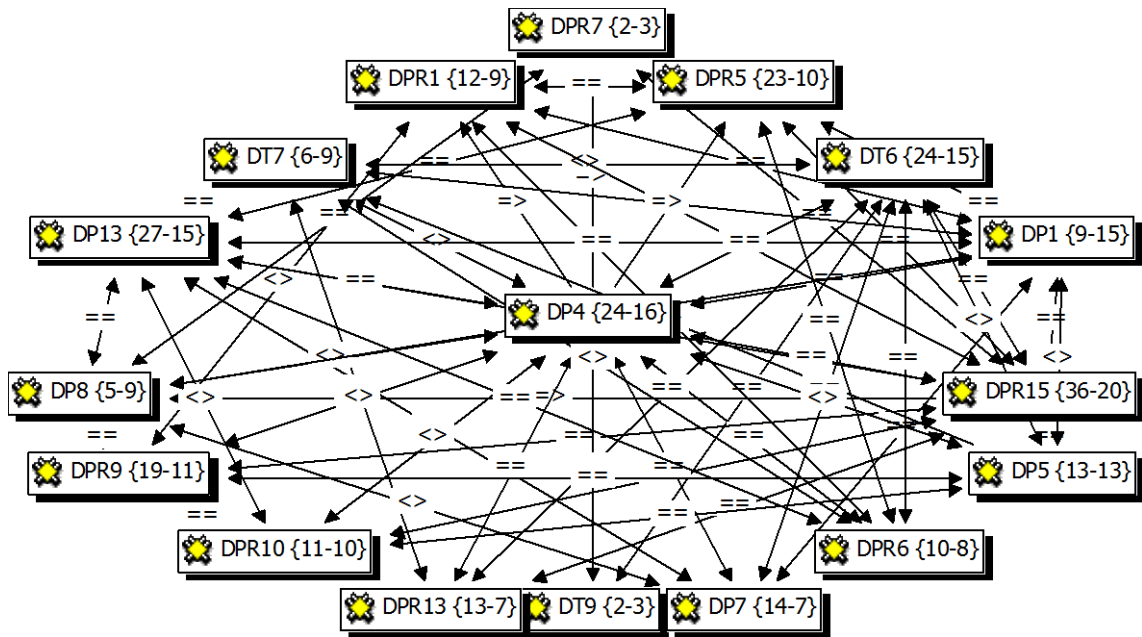 DPR7 {2-3}
DPR1 {12-9}
==
DPR5 {23-10}
DT7 {6-9}
==
<>
==
DT6 {24-15}
=>
==
=>
=>
==
==
==
DP13 {27-15}
<>
==
==
==
DP1 {9-15}
<>
==
==
==
DP4 {24-16}
==
==
<>
==
==
<>
<>
==
==
<>
DP8 {5-9}
<>
<>
== =>
==
==
<>
DPR15 {36-20}
==
<>
==
==
==
DPR9 {19-11}
==
==
==
DP5 {13-13}
==
<>
==
==
DPR10 {11-10}
DPR6 {10-8}
DPR13 {13-7}
DT9 {2-3}
DP7 {14-7}